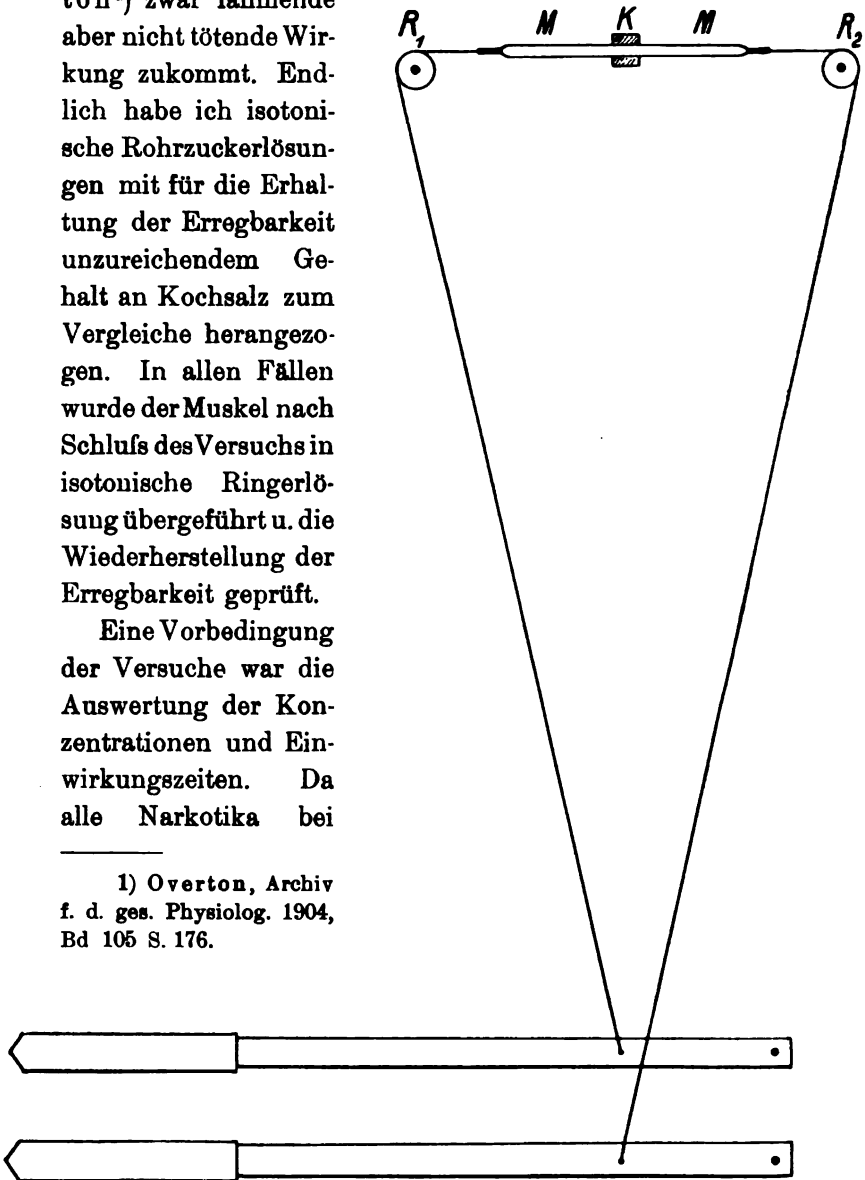 ton¹) zwar lähmende
aber nicht tötende Wir-
kung zukommt. End-
lich habe ich isotoni-
sche Rohrzuckerlösun-
gen mit für die Erhal-
tung der Erregbarkeit
unzureichendem Ge-
halt an Kochsalz zum
Vergleiche herangezo-
gen. In allen Fällen
wurde der Muskel nach
Schluſs des Versuchs in
isotonische Ringerlö-
sung übergeführt u. die
Wiederherstellung der
Erregbarkeit geprüft.
Eine Vorbedingung
der Versuche war die
Auswertung der Kon-
zentrationen und Ein-
wirkungszeiten. Da
alle Narkotika bei
1) Overton, Archiv
f. d. ges. Physiolog. 1904,
Bd 105 S. 176.
R₁ M K M R₂